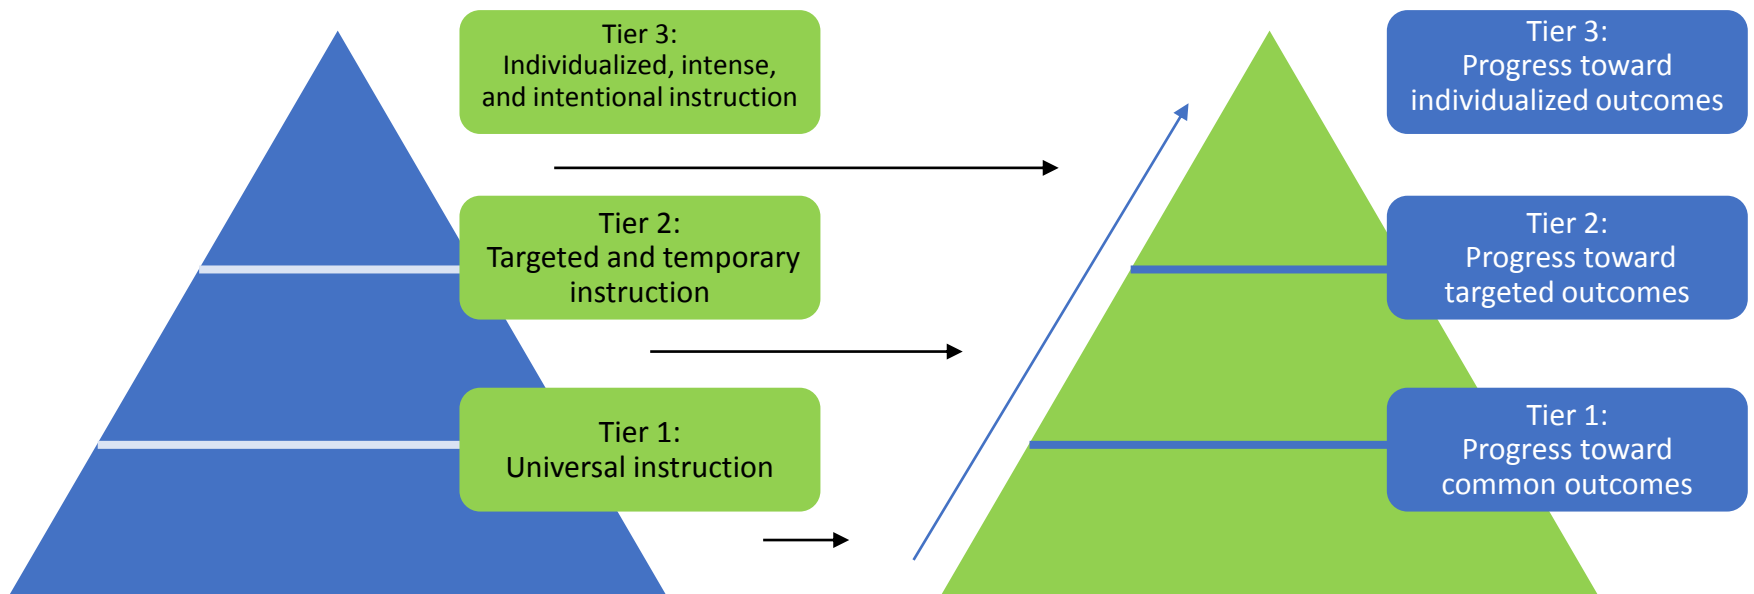 Tier 3:
Individualized, intense,
and intentional instruction
Tier 2:
Targeted and temporary
instruction
Tier 1:
Universal instruction
Tier 3:
Progress toward
individualized outcomes
Tier 2:
Progress toward
targeted outcomes
Tier 1:
Progress toward
common outcomes